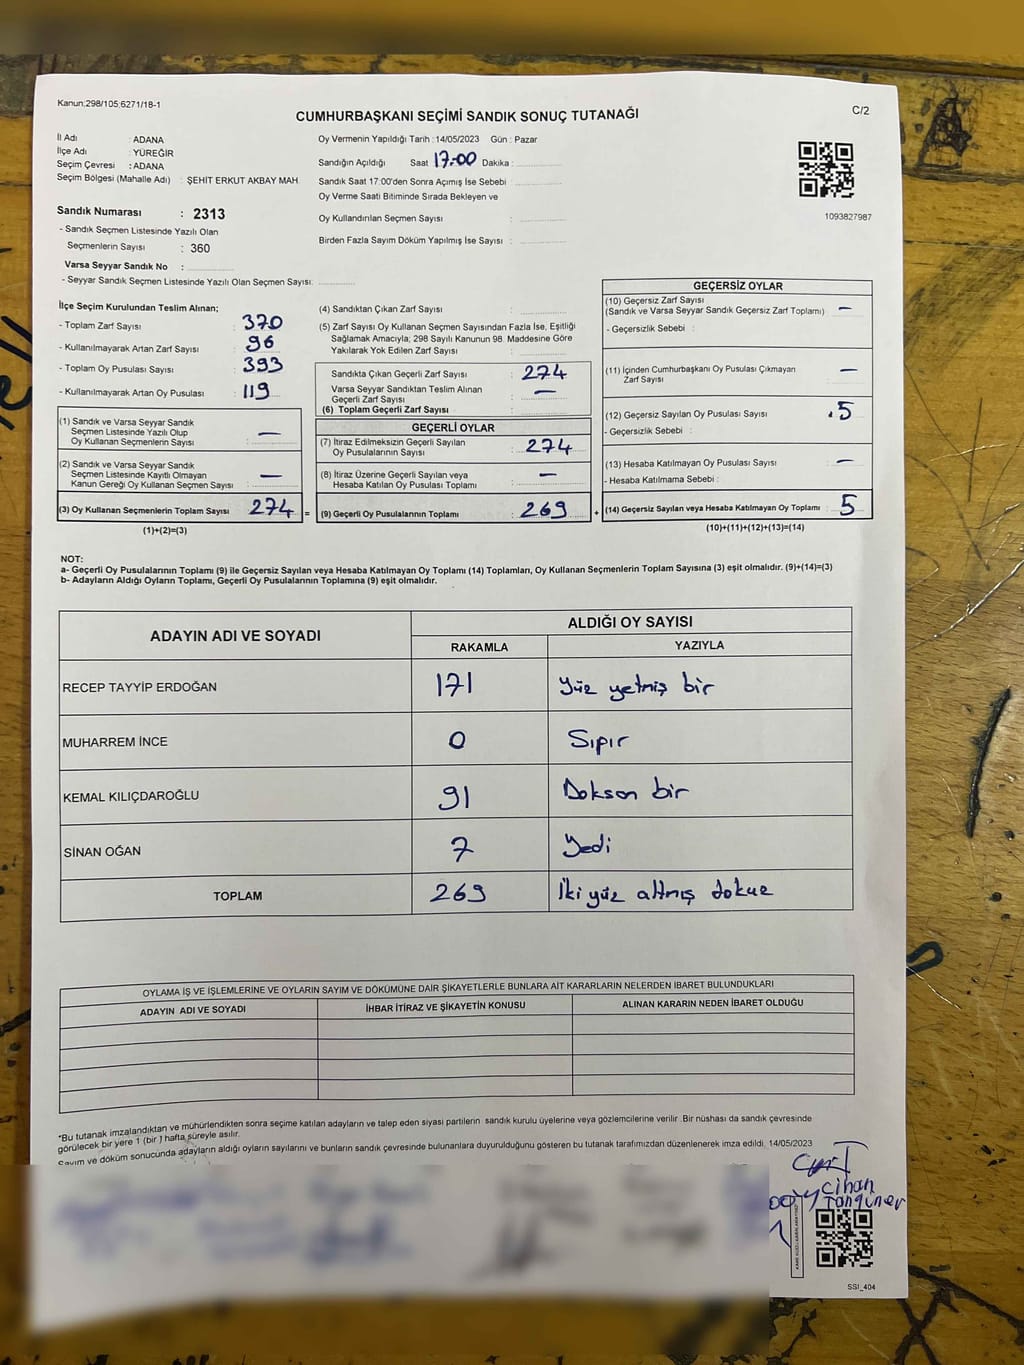 Kanun:298/105;6271/18-1
CUMHURBAŞKANI SEÇİMİ SANDIK SONUÇ TUTANAĞI
C/2
İl Adı : ADANA
İlçe Adı : YÜREĞİR
Seçim Çevresi : ADANA
Seçim Bölgesi (Mahalle Adı) : ŞEHİT ERKUT AKBAY MAH.
Sandık Numarası : 2313
- Sandık Seçmen Listesinde Yazılı Olan
Seçmenlerin Sayısı : 360
Varsa Seyyar Sandık No :
- Seyyar Sandık Seçmen Listesinde Yazılı Olan Seçmen Sayısı:
Oy Vermenin Yapıldığı Tarih :14/05/2023 Gün : Pazar
Sandığın Açıldığı Saat 17:00 Dakika :
Sandık Saat 17:00'den Sonra Açımış İse Sebebi :
Oy Verme Saati Bitiminde Sırada Bekleyen ve
Oy Kullandırılan Seçmen Sayısı :
Birden Fazla Sayım Döküm Yapılmış İse Sayısı :
1093827987
İlçe Seçim Kurulundan Teslim Alınan;
- Toplam Zarf Sayısı : 370
- Kullanılmayarak Artan Zarf Sayısı : 96
- Toplam Oy Pusulası Sayısı : 393
- Kullanılmayarak Artan Oy Pusulası : 119
(1) Sandık ve Varsa Seyyar Sandık
Seçmen Listesinde Yazılı Olup
Oy Kullanan Seçmenlerin Sayısı : —
(2) Sandık ve Varsa Seyyar Sandık
Seçmen Listesinde Kayıtlı Olmayan
Kanun Gereği Oy Kullanan Seçmen Sayısı : —
(3) Oy Kullanan Seçmenlerin Toplam Sayısı : 274 =
(1)+(2)=(3)
(4) Sandıktan Çıkan Zarf Sayısı :
(5) Zarf Sayısı Oy Kullanan Seçmen Sayısından Fazla İse, Eşitliği
Sağlamak Amacıyla; 298 Sayılı Kanunun 98. Maddesine Göre
Yakılarak Yok Edilen Zarf Sayısı :
Sandıkta Çıkan Geçerli Zarf Sayısı : 274
Varsa Seyyar Sandıktan Teslim Alınan
Geçerli Zarf Sayısı : —
(6) Toplam Geçerli Zarf Sayısı :
GEÇERLİ OYLAR
(7) İtiraz Edilmeksizin Geçerli Sayılan
Oy Pusulalarının Sayısı : 274
(8) İtiraz Üzerine Geçerli Sayılan veya
Hesaba Katılan Oy Pusulası Toplamı : —
(9) Geçerli Oy Pusulalarının Toplamı : 269 +
GEÇERSİZ OYLAR
(10) Geçersiz Zarf Sayısı
(Sandık ve Varsa Seyyar Sandık Geçersiz Zarf Toplamı) : —
- Geçersizlik Sebebi :
(11) İçinden Cumhurbaşkanı Oy Pusulası Çıkmayan
Zarf Sayısı : —
(12) Geçersiz Sayılan Oy Pusulası Sayısı : 5
- Geçersizlik Sebebi :
(13) Hesaba Katılmayan Oy Pusulası Sayısı : —
- Hesaba Katılmama Sebebi :
(14) Geçersiz Sayılan veya Hesaba Katılmayan Oy Toplamı : 5
(10)+(11)+(12)+(13)=(14)
NOT:
a- Geçerli Oy Pusulalarının Toplamı (9) ile Geçersiz Sayılan veya Hesaba Katılmayan Oy Toplamı (14) Toplamları, Oy Kullanan Seçmenlerin Toplam Sayısına (3) eşit olmalıdır. (9)+(14)=(3)
b- Adayların Aldığı Oyların Toplamı, Geçerli Oy Pusulalarının Toplamına (9) eşit olmalıdır.
ADAYIN ADI VE SOYADI
ALDIĞI OY SAYISI
RAKAMLA YAZIYLA
RECEP TAYYİP ERDOĞAN 171 Yüz yetmiş bir
MUHARREM İNCE 0 Sıpır
KEMAL KILIÇDAROĞLU 91 Doksan bir
SİNAN OĞAN 7 Yedi
TOPLAM 269 İki yüz altmış dokuz
OYLAMA İŞ VE İŞLEMLERİNE VE OYLARIN SAYIM VE DÖKÜMÜNE DAİR ŞİKAYETLERLE BUNLARA AİT KARARLARIN NELERDEN İBARET BULUNDUKLARI
ADAYIN ADI VE SOYADI İHBAR İTİRAZ VE ŞİKAYETİN KONUSU ALINAN KARARIN NEDEN İBARET OLDUĞU
*Bu tutanak imzalandıktan ve mühürlendikten sonra seçime katılan adayların ve talep eden siyasi partilerin sandık kurulu üyelerine veya gözlemcilerine verilir. Bir nüshası da sandık çevresinde
görülecek bir yere 1 (bir ) hafta süreyle asılır.
Sayım ve döküm sonucunda adayların aldığı oyların sayılarını ve bunların sandık çevresinde bulunanlara duyurulduğunu gösteren bu tutanak tarafımızdan düzenlenerek imza edildi. 14/05/2023
Cihan
Tangüner
SSI_404